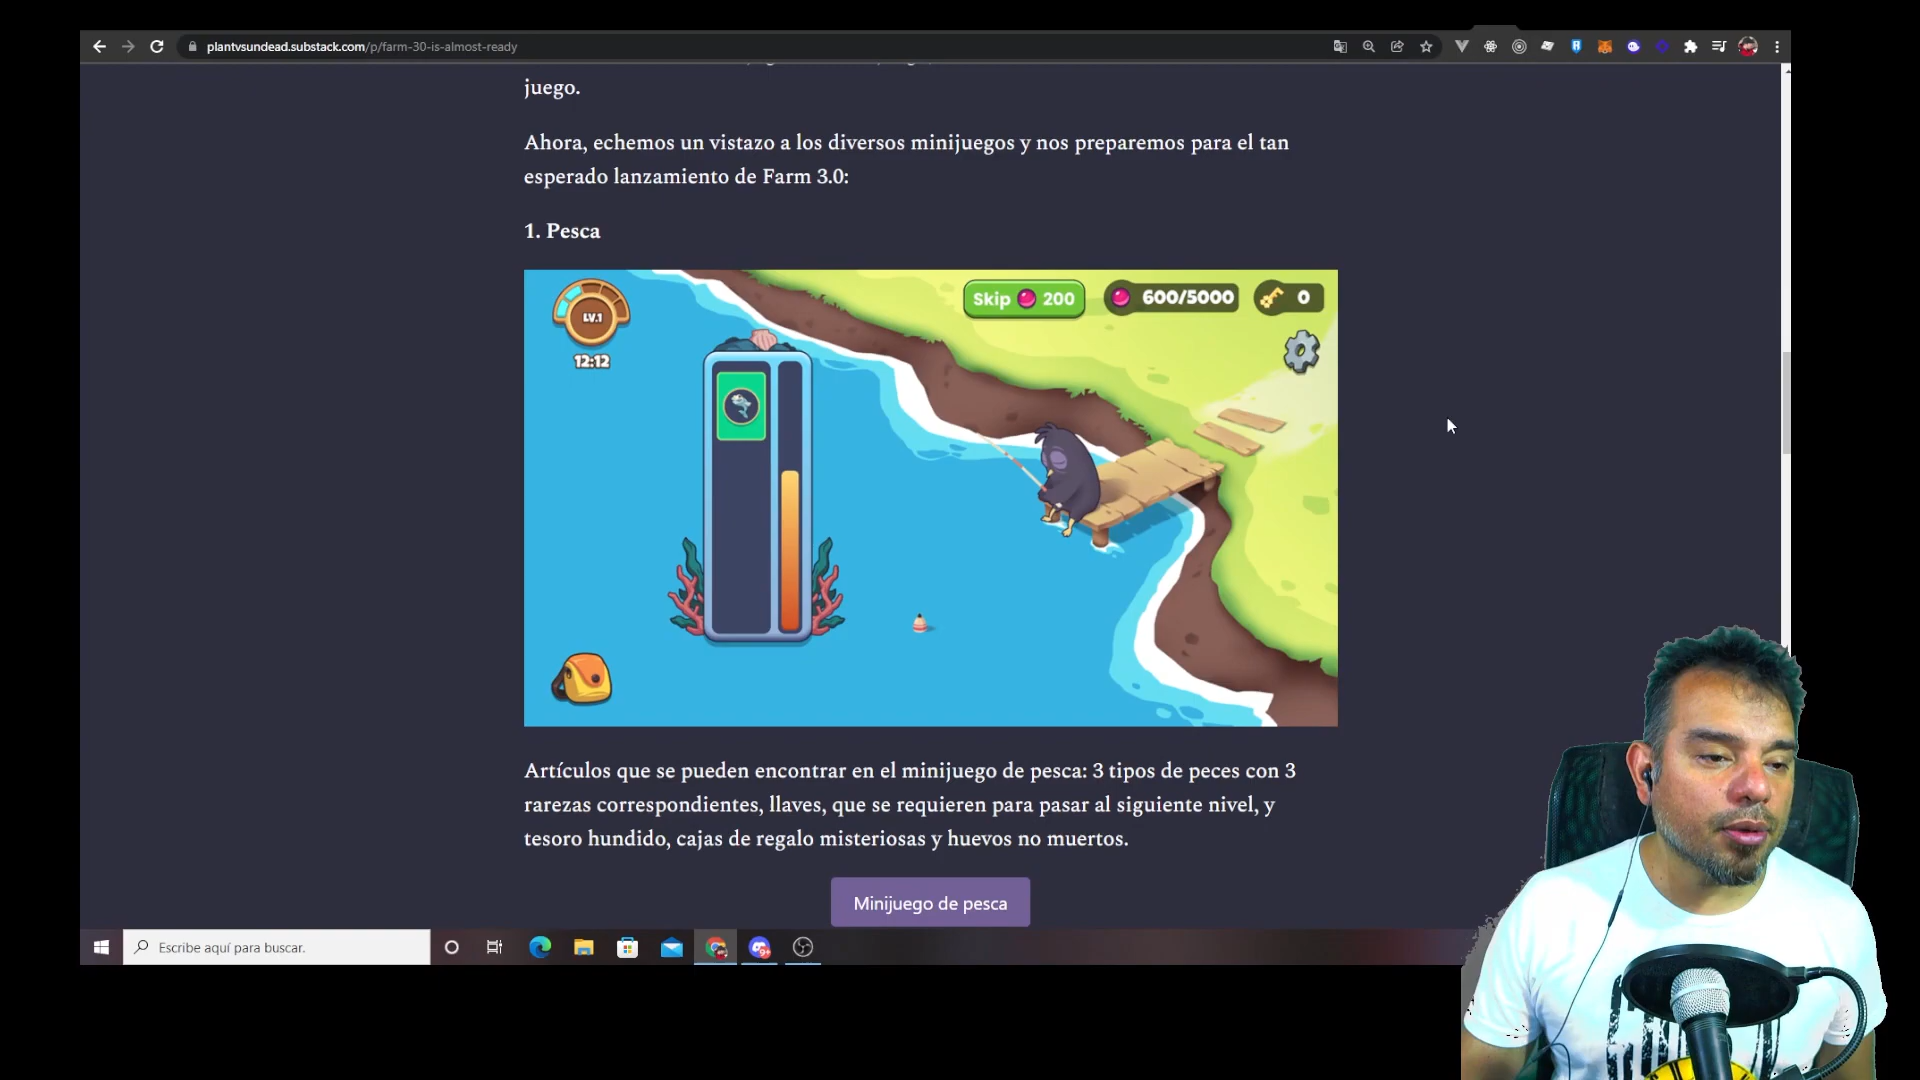 plantvsundead.substack.com/p/farm-30-is-almost-ready
juego.
Ahora, echemos un vistazo a los diversos minijuegos y nos preparemos para el tan
esperado lanzamiento de Farm 3.0:
1. Pesca
LV.1
12:12
Skip 200
600/5000
0
Artículos que se pueden encontrar en el minijuego de pesca: 3 tipos de peces con 3
rarezas correspondientes, llaves, que se requieren para pasar al siguiente nivel, y
tesoro hundido, cajas de regalo misteriosas y huevos no muertos.
Minijuego de pesca
Escribe aquí para buscar.